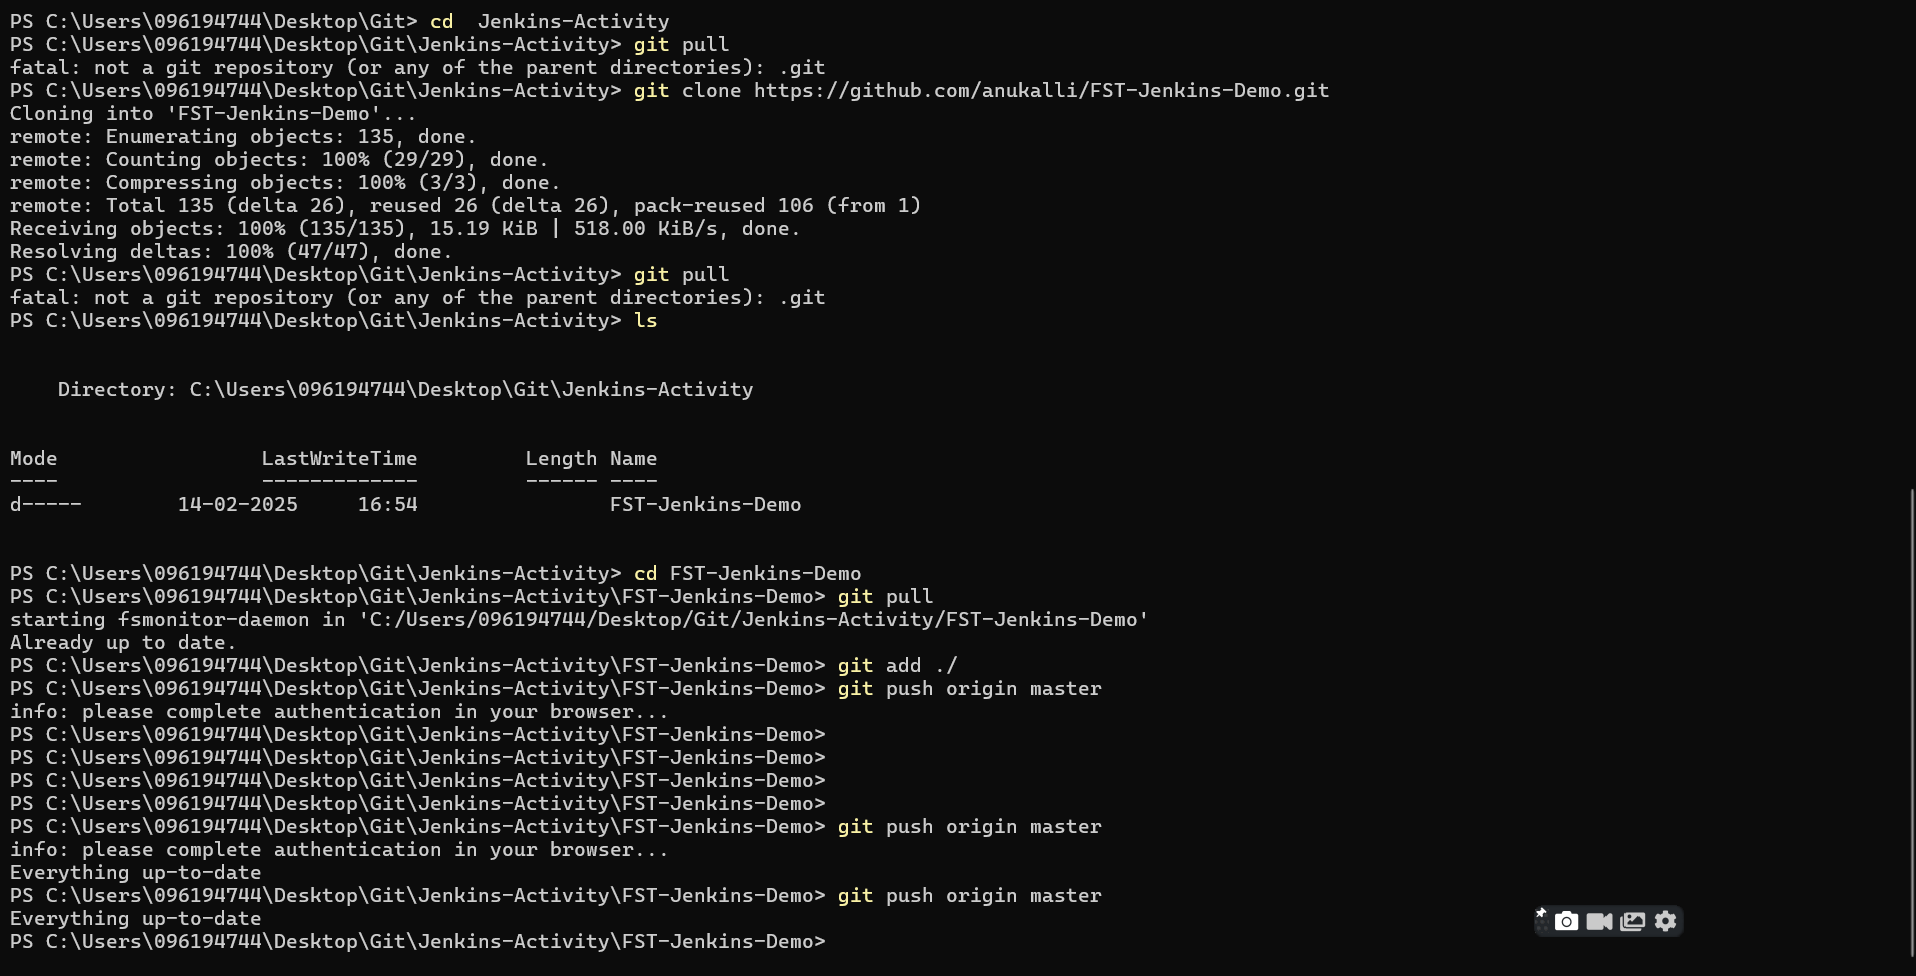 PS C:\Users\096194744\Desktop\Git> cd  Jenkins-Activity
PS C:\Users\096194744\Desktop\Git\Jenkins-Activity> git pull
fatal: not a git repository (or any of the parent directories): .git
PS C:\Users\096194744\Desktop\Git\Jenkins-Activity> git clone https://github.com/anukalli/FST-Jenkins-Demo.git
Cloning into 'FST-Jenkins-Demo'...
remote: Enumerating objects: 135, done.
remote: Counting objects: 100% (29/29), done.
remote: Compressing objects: 100% (3/3), done.
remote: Total 135 (delta 26), reused 26 (delta 26), pack-reused 106 (from 1)
Receiving objects: 100% (135/135), 15.19 KiB | 518.00 KiB/s, done.
Resolving deltas: 100% (47/47), done.
PS C:\Users\096194744\Desktop\Git\Jenkins-Activity> git pull
fatal: not a git repository (or any of the parent directories): .git
PS C:\Users\096194744\Desktop\Git\Jenkins-Activity> ls
    Directory: C:\Users\096194744\Desktop\Git\Jenkins-Activity
Mode                 LastWriteTime         Length Name
----                 -------------         ------ ----
d-----        14-02-2025     16:54                FST-Jenkins-Demo
PS C:\Users\096194744\Desktop\Git\Jenkins-Activity> cd FST-Jenkins-Demo
PS C:\Users\096194744\Desktop\Git\Jenkins-Activity\FST-Jenkins-Demo> git pull
starting fsmonitor-daemon in 'C:/Users/096194744/Desktop/Git/Jenkins-Activity/FST-Jenkins-Demo'
Already up to date.
PS C:\Users\096194744\Desktop\Git\Jenkins-Activity\FST-Jenkins-Demo> git add ./
PS C:\Users\096194744\Desktop\Git\Jenkins-Activity\FST-Jenkins-Demo> git push origin master
info: please complete authentication in your browser...
PS C:\Users\096194744\Desktop\Git\Jenkins-Activity\FST-Jenkins-Demo>
PS C:\Users\096194744\Desktop\Git\Jenkins-Activity\FST-Jenkins-Demo>
PS C:\Users\096194744\Desktop\Git\Jenkins-Activity\FST-Jenkins-Demo>
PS C:\Users\096194744\Desktop\Git\Jenkins-Activity\FST-Jenkins-Demo>
PS C:\Users\096194744\Desktop\Git\Jenkins-Activity\FST-Jenkins-Demo> git push origin master
info: please complete authentication in your browser...
Everything up-to-date
PS C:\Users\096194744\Desktop\Git\Jenkins-Activity\FST-Jenkins-Demo> git push origin master
Everything up-to-date
PS C:\Users\096194744\Desktop\Git\Jenkins-Activity\FST-Jenkins-Demo>